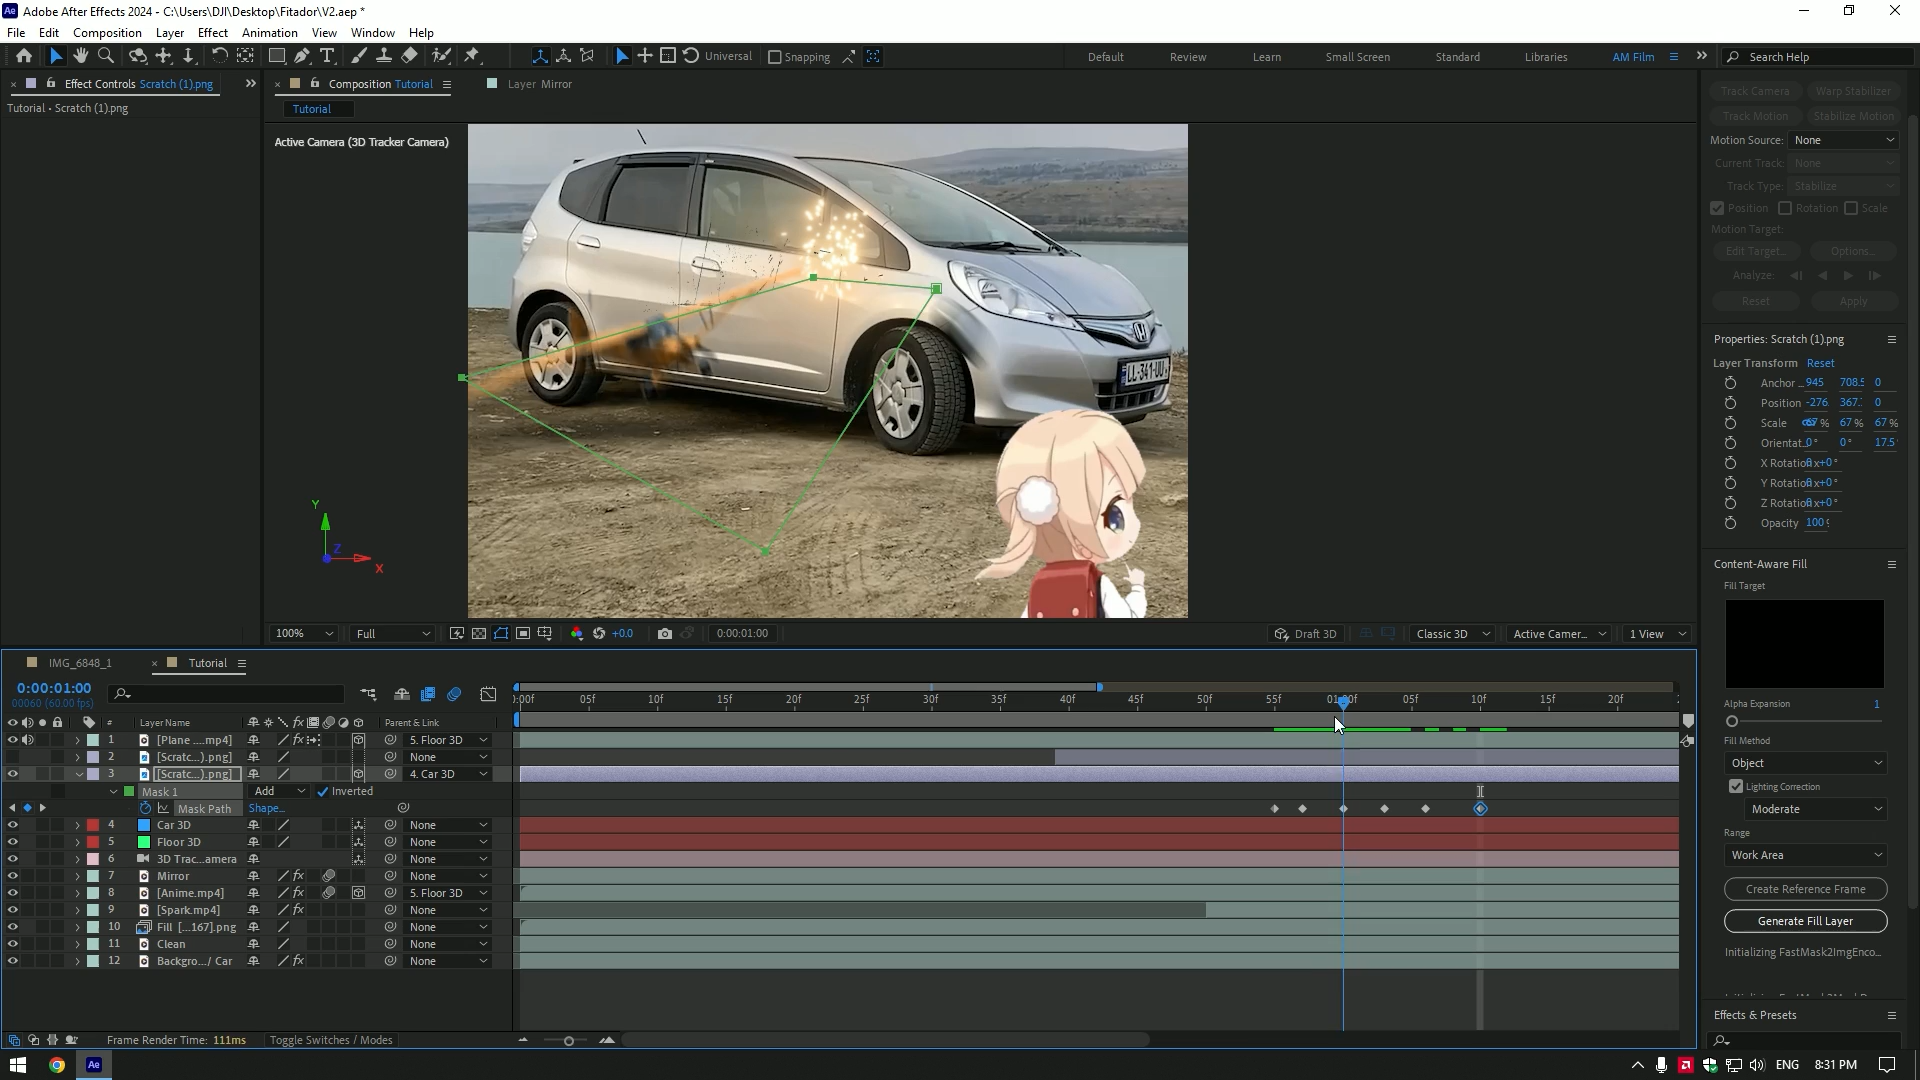 Adobe After Effects 2024 - C:\Users\DJI\Desktop\Fitador\V2.aep *
File Edit Composition Layer Effect Animation View Window Help
Universal Snapping Default Review Learn Small Screen Standard Libraries AM Film Search Help
Effect Controls Scratch (1).png
Composition Tutorial
Layer Mirror
Tutorial • Scratch (1).png
Tutorial
Active Camera (3D Tracker Camera)
LL-341-UU
Y
Z
X
100% Full +0.0 0:00:01:00 Draft 3D Classic 3D Active Camer... 1 View
Track Camera Warp Stabilizer
Track Motion Stabilize Motion
Motion Source: None
Current Track: None
Track Type: Stabilize
Position Rotation Scale
Motion Target:
Edit Target... Options...
Analyze:
Reset Apply
Properties: Scratch (1).png
Layer Transform Reset
Anchor ... 945 708.5 0
Position -276. 367. 0
Scale 67 % 67 % 67 %
Orientat... 0° 0° 17.5
X Rotation 0x+0°
Y Rotation 0x+0°
Z Rotation 0x+0°
Opacity 100
Content-Aware Fill
Fill Target
Alpha Expansion 1
Fill Method
Object
Lighting Correction
Moderate
Range
Work Area
Create Reference Frame
Generate Fill Layer
Initializing FastMask2ImgEnco...
Effects & Presets
IMG_6848_1 Tutorial
0:00:01:00
00060 (60.00 fps)
:00f 05f 10f 15f 20f 25f 30f 35f 40f 45f 50f 55f 01:00f 05f 10f 15f 20f
# Layer Name Parent & Link
1 [Plane ....mp4] 5. Floor 3D
2 [Scratc...).png] None
3 [Scratc...).png] 4. Car 3D
Mask 1 Add Inverted
Mask Path Shape...
4 Car 3D None
5 Floor 3D None
6 3D Trac...amera None
7 Mirror None
8 [Anime.mp4] 5. Floor 3D
9 [Spark.mp4] None
10 Fill [...167].png None
11 Clean None
12 Backgro.../ Car None
Frame Render Time: 111ms Toggle Switches / Modes
ENG 8:31 PM